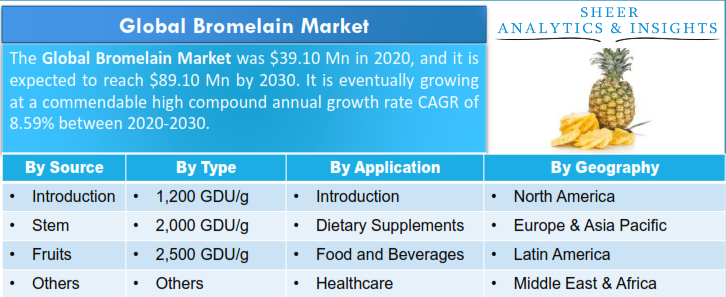 Global Bromelain Market
SHEER
ANALYTICS & INSIGHTS
The Global Bromelain Market was $39.10 Mn in 2020, and it is
expected to reach $89.10 Mn by 2030. It is eventually growing
at a commendable high compound annual growth rate CAGR of
8.59% between 2020-2030.
By Source By Type By Application By Geography
• Introduction • 1,200 GDU/g • Introduction • North America
• Stem • 2,000 GDU/g • Dietary Supplements • Europe & Asia Pacific
• Fruits • 2,500 GDU/g • Food and Beverages • Latin America
• Others • Others • Healthcare • Middle East & Africa